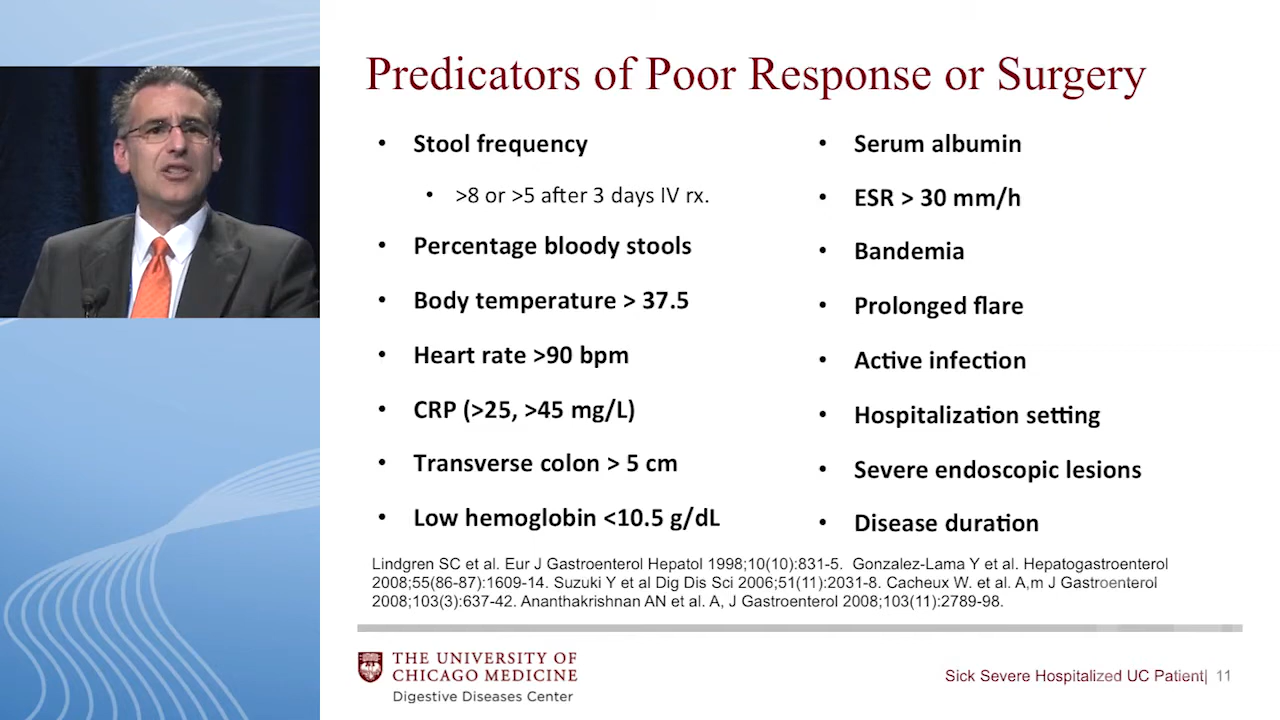 Predicators of Poor Response or Surgery
• Stool frequency
• >8 or >5 after 3 days IV rx.
• Percentage bloody stools
• Body temperature > 37.5
• Heart rate >90 bpm
• CRP (>25, >45 mg/L)
• Transverse colon > 5 cm
• Low hemoglobin <10.5 g/dL
• Serum albumin
• ESR > 30 mm/h
• Bandemia
• Prolonged flare
• Active infection
• Hospitalization setting
• Severe endoscopic lesions
• Disease duration
Lindgren SC et al. Eur J Gastroenterol Hepatol 1998;10(10):831-5. Gonzalez-Lama Y et al. Hepatogastroenterol
2008;55(86-87):1609-14. Suzuki Y et al Dig Dis Sci 2006;51(11):2031-8. Cacheux W. et al. A,m J Gastroenterol
2008;103(3):637-42. Ananthakrishnan AN et al. A, J Gastroenterol 2008;103(11):2789-98.
THE UNIVERSITY OF
CHICAGO MEDICINE
Digestive Diseases Center
Sick Severe Hospitalized UC Patient| 11